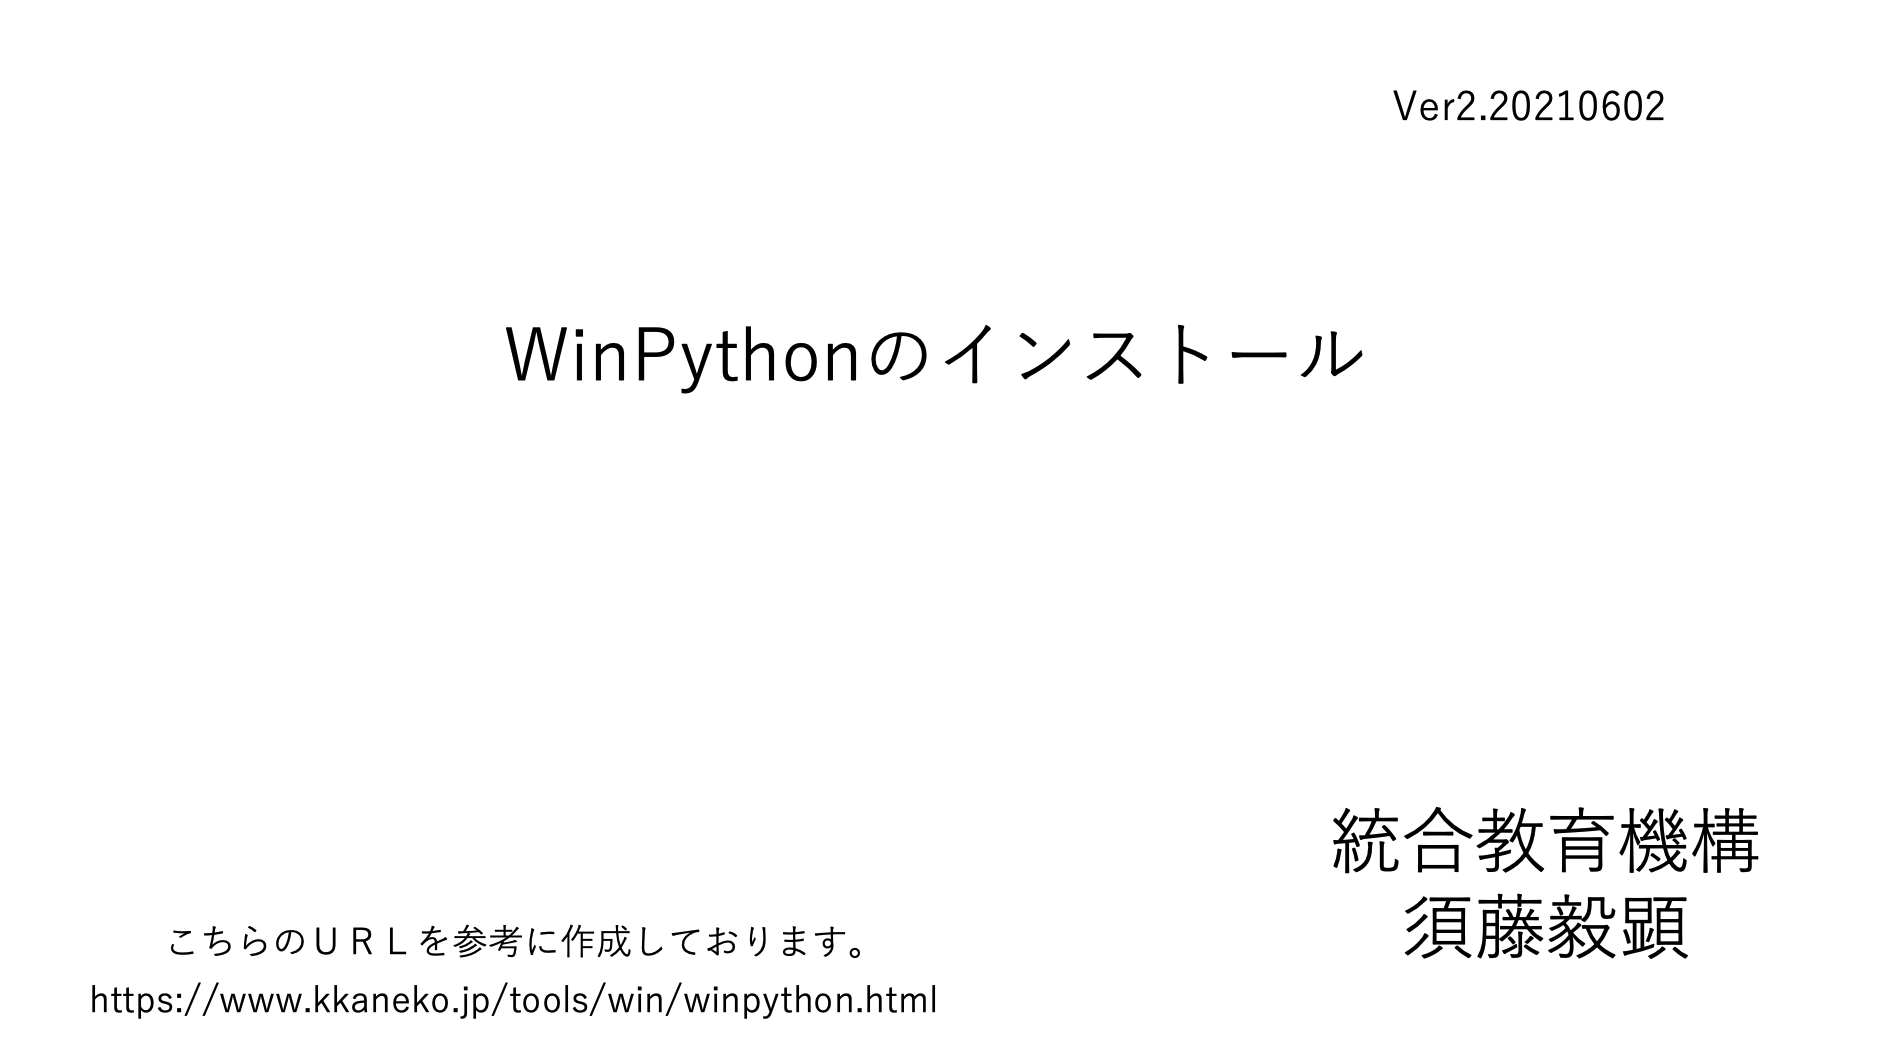 Ver2.20210602
WinPythonのインストール
統合教育機構
須藤毅顕
こちらのＵＲＬを参考に作成しております。
https://www.kkaneko.jp/tools/win/winpython.html